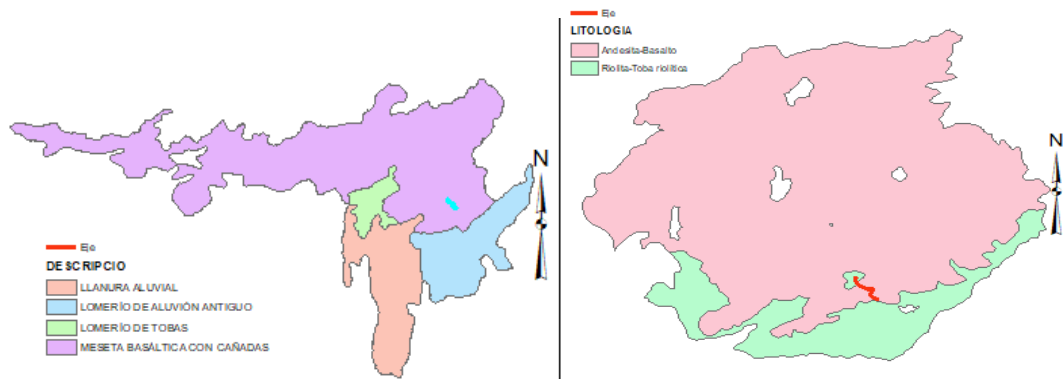 N
Eje
DESCRIPCIO
LLANURA ALUVIAL
LOMERÍO DE ALUVIÓN ANTIGUO
LOMERÍO DE TOBAS
MESETA BASÁLTICA CON CAÑADAS
Eje
LITOLOGIA
Andesita-Basalto
Riolita-Toba riolítica
N